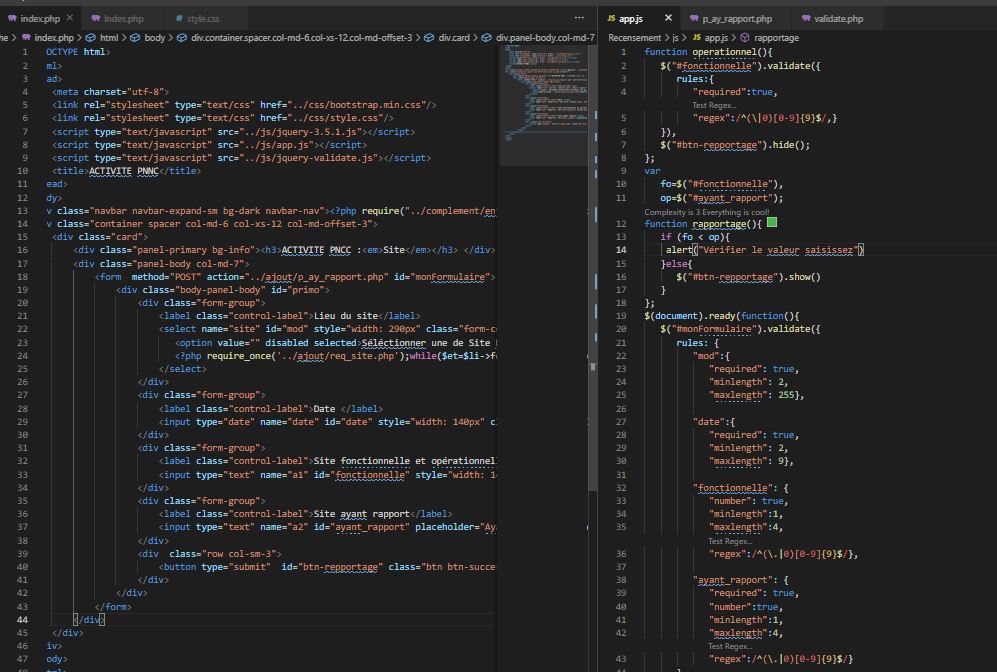 index.php
Index.php
style.css
app.js
p_ay_rapport.php
validate.php
he > index.php > html > body > div.container.spacer.col-md-6.col-xs-12.col-md-offset-3 > div.card > div.panel-body.col-md-7
Recensement > js > JS app.js > rapportage
1 OCTYPE html>
2 ml>
3 ad>
4 <meta charset="utf-8">
5 <link rel="stylesheet" type="text/css" href="../css/bootstrap.min.css"/>
6 <link rel="stylesheet" type="text/css" href="../css/style.css"/>
7 <script type="text/javascript" src="../js/jquery-3.5.1.js"></script>
8 <script type="text/javascript" src="../js/app.js"></script>
9 <script type="text/javascript" src="../js/jquery-validate.js"></script>
10 <title>ACTIVITE PNNC</title>
11 ead>
12 dy>
13 v class="navbar navbar-expand-sm bg-dark navbar-nav"><?php require("../complement/en
14 v class="container spacer col-md-6 col-xs-12 col-md-offset-3">
15 <div class="card">
16 <div class="panel-primary bg-info"><h3>ACTIVITE PNCC :<em>Site</em></h3> </div>
17 <div class="panel-body col-md-7">
18 <form method="POST" action="../ajout/p_ay_rapport.php" id="monFormulaire">
19 <div class="body-panel-body" id="primo">
20 <div class="form-group">
21 <label class="control-label">Lieu du site</label>
22 <select name="site" id="mod" style="width: 290px" class="form-c
23 <option value="" disabled selected>Séléctionner une de Site
24 <?php require_once('../ajout/req_site.php');while($et=$li->f
25 </select>
26 </div>
27 <div class="form-group">
28 <label class="control-label">Date </label>
29 <input type="date" name="date" id="date" style="width: 140px" c
30 </div>
31 <div class="form-group">
32 <label class="control-label">Site fonctionnelle et opérationnel
33 <input type="text" name="a1" id="fonctionnelle" style="width: 1
34 </div>
35 <div class="form-group">
36 <label class="control-label">Site ayant rapport</label>
37 <input type="text" name="a2" id="ayant_rapport" placeholder="Ay
38 </div>
39 <div class="row col-sm-3">
40 <button type="submit" id="btn-repportage" class="btn btn-succe
41 </div>
42 </div>
43 </form>
44 </div>
45 </div>
46 iv>
47 ody>
1 function operationnel(){
2 $("#fonctionnelle").validate({
3 rules:{
4 "required":true,
Test Regex...
5 "regex":/^(\|0)[0-9]{9}$/,}
6 }),
7 $("#btn-repportage").hide();
8 };
9 var
10 fo=$("#fonctionnelle"),
11 op=$("#ayant_rapport");
Complexity is 3 Everything is cool!
12 function rapportage(){
13 if (fo < op){
14 alert("Vérifier le valeur saisissez")
15 }else{
16 $("#btn-repportage").show()
17 }
18 };
19 $(document).ready(function(){
20 $("#monFormulaire").validate({
21 rules: {
22 "mod":{
23 "required": true,
24 "minlength": 2,
25 "maxlength": 255},
26
27 "date":{
28 "required": true,
29 "minlength": 2,
30 "maxlength": 9},
31
32 "fonctionnelle": {
33 "number": true,
34 "minlength":1,
35 "maxlength":4,
Test Regex...
36 "regex":/^(\.|0)[0-9]{9}$/},
37
38 "ayant_rapport": {
39 "required": true,
40 "number":true,
41 "minlength":1,
42 "maxlength":4,
Test Regex...
43 "regex":/^(\.|0)[0-9]{9}$/}